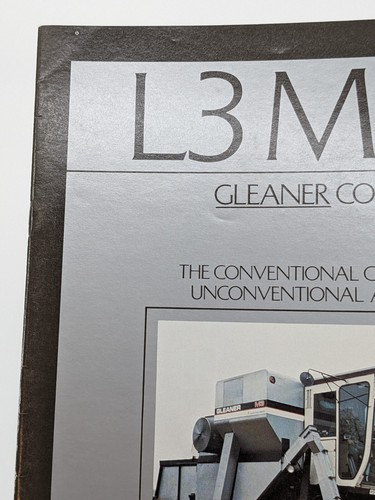 L3 M
GLEANER CO
THE CONVENTIONAL C
UNCONVENTIONAL A
GLEANER M3